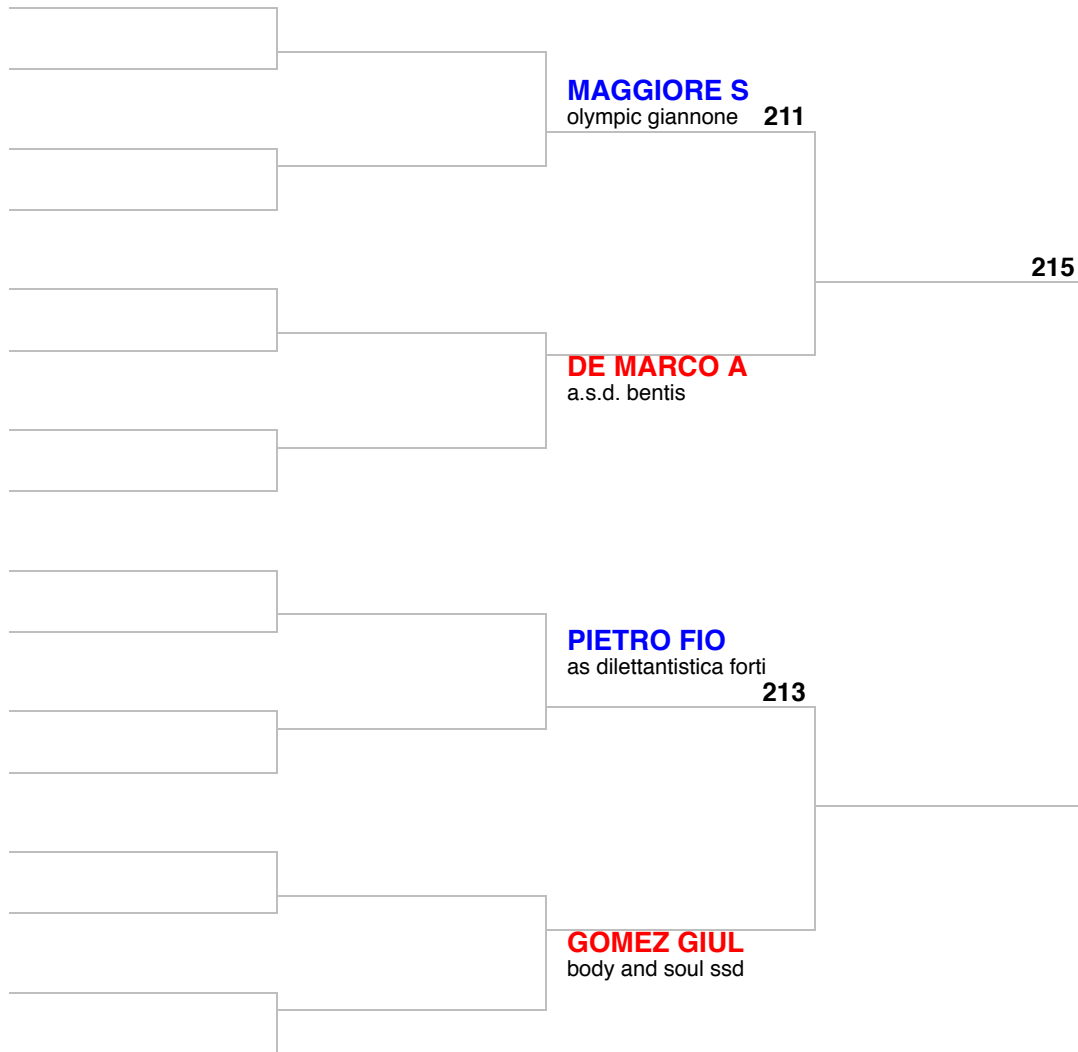 MAGGIORE S
olympic giannone 211
215
DE MARCO A
a.s.d. bentis
PIETRO FIO
as dilettantistica forti
213
GOMEZ GIUL
body and soul ssd